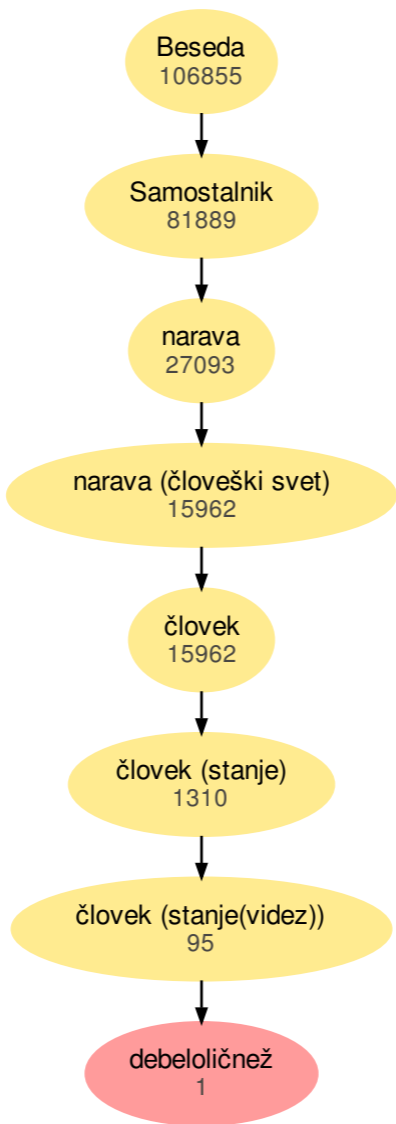 Beseda
106855
Samostalnik
81889
narava
27093
narava (človeški svet)
15962
človek
15962
človek (stanje)
1310
človek (stanje(videz))
95
debeloličnež
1